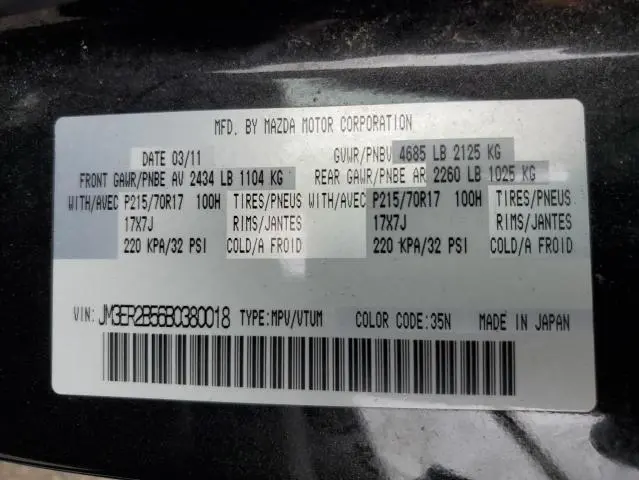 MFD. BY MAZDA MOTOR CORPORATION
DATE 03/11 GVWR/PNBV 4685 LB 2125 KG
FRONT GAWR/PNBE AV 2434 LB 1104 KG REAR GAWR/PNBE AR 2260 LB 1025 KG
WITH/AVEC P215/70R17 100H TIRES/PNEUS WITH/AVEC P215/70R17 100H TIRES/PNEUS
17X7J RIMS/JANTES 17X7J RIMS/JANTES
220 KPA/32 PSI COLD/A FROID 220 KPA/32 PSI COLD/A FROID
VIN: JM3ER2B56B0380018 TYPE:MPV/VTUM COLOR CODE:35N MADE IN JAPAN